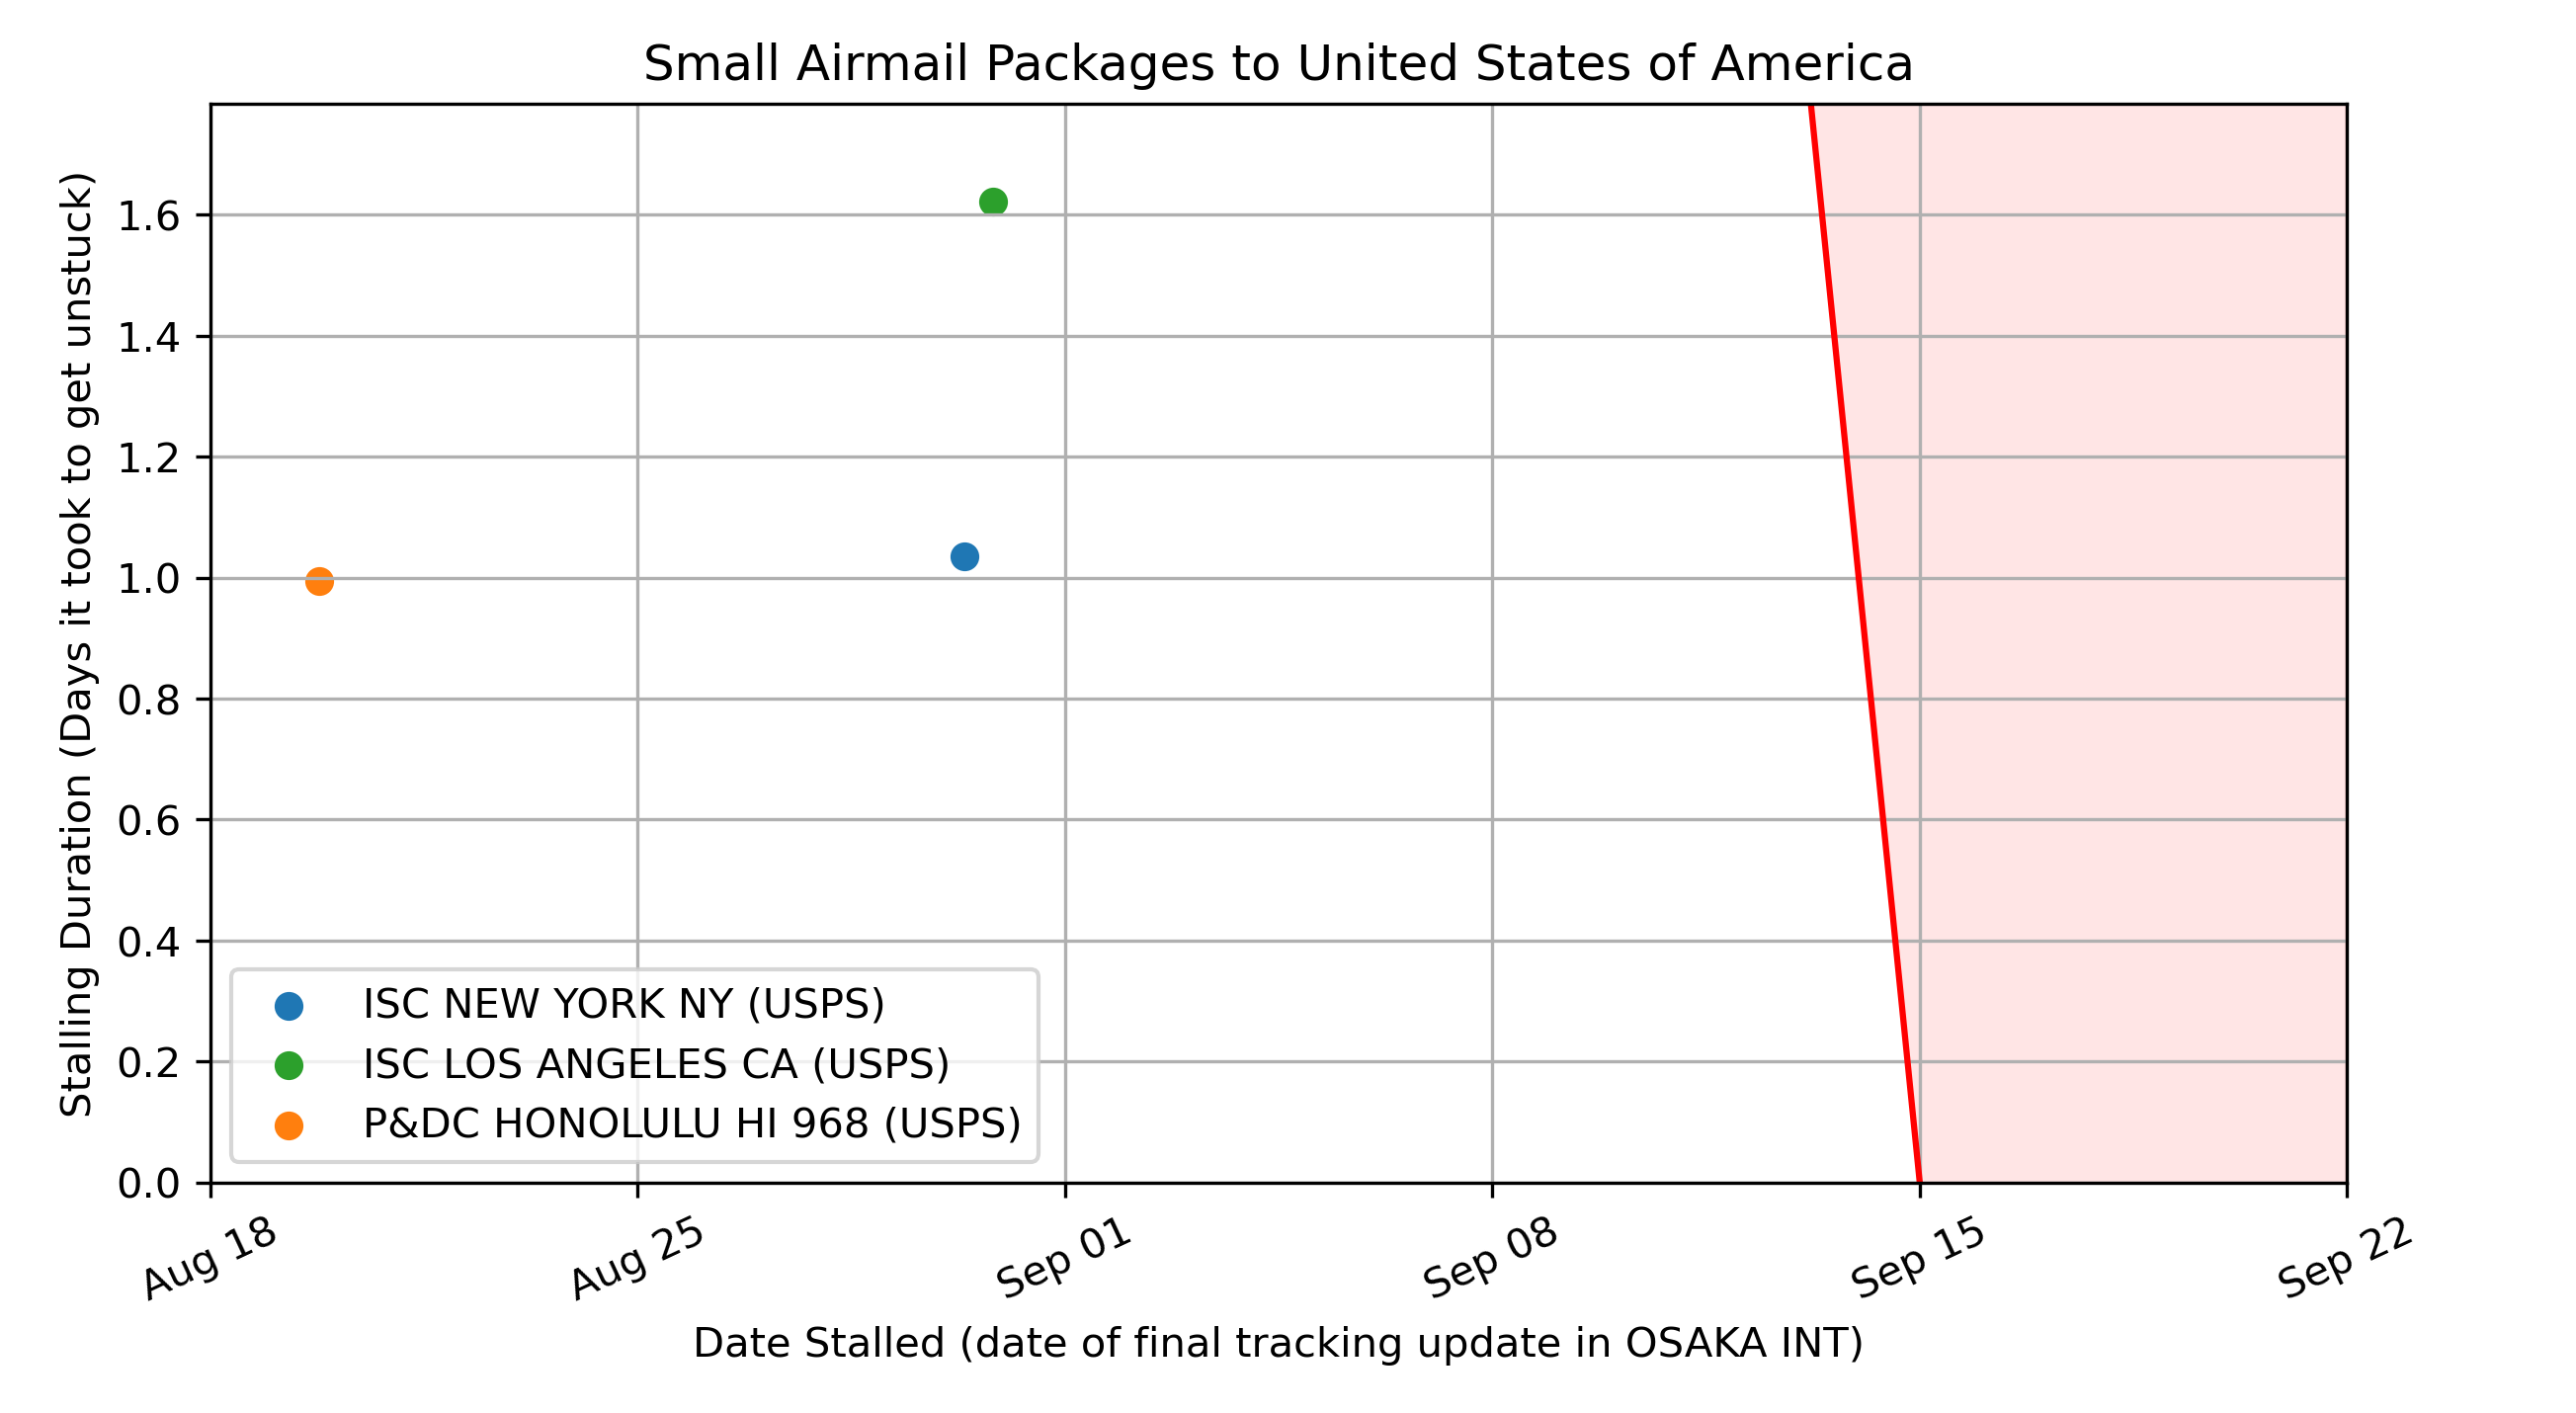 Small Airmail Packages to United States of America
Stalling Duration (Days it took to get unstuck)
1.6
1.4
1.2
1.0
0.8
0.6
0.4
0.2
0.0
ISC NEW YORK NY (USPS)
ISC LOS ANGELES CA (USPS)
P&DC HONOLULU HI 968 (USPS)
Aug 18
Aug 25
Sep 01
Sep 08
Sep 15
Sep 22
Date Stalled (date of final tracking update in OSAKA INT)